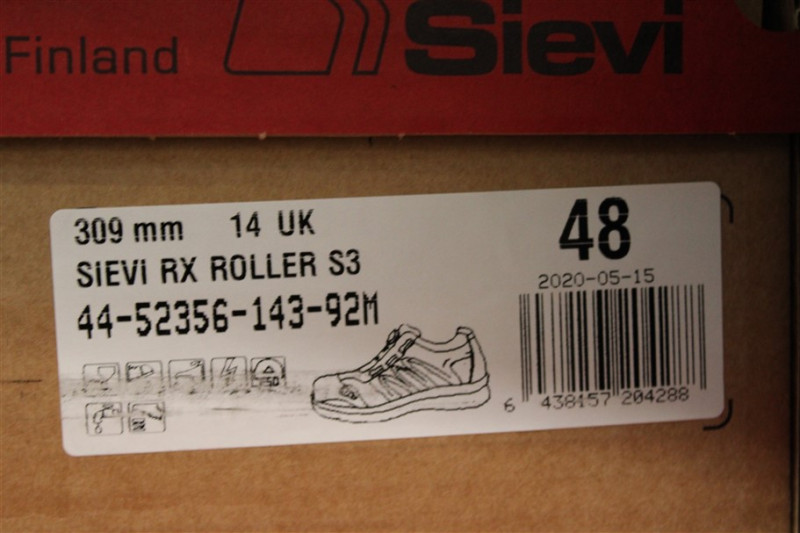 Finland Sievi
309 mm 14 UK
SIEVI RX ROLLER S3
44-52356-143-92M
48
2020-05-15
6 438157 204288